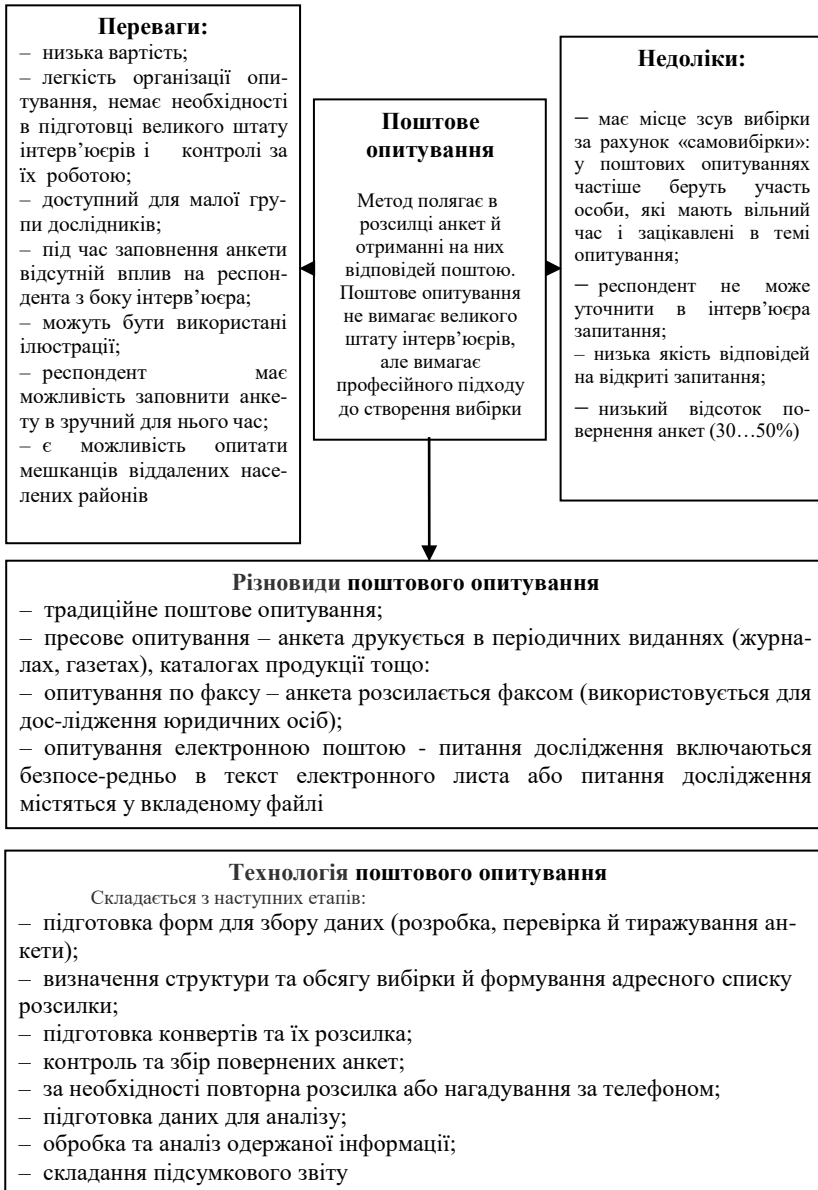 Переваги:
– низька вартість;
– легкість організації опи-
тування, немає необхідності
в підготовці великого штату
інтерв’юєрів і контролі за
їх роботою;
– доступний для малої гру-
пи дослідників;
– під час заповнення анкети
відсутній вплив на респон-
дента з боку інтерв’юєра;
– можуть бути використані
ілюстрації;
– респондент має
можливість заповнити анке-
ту в зручний для нього час;
– є можливість опитати
мешканців віддалених насе-
лених районів
Поштове
опитування
Метод полягає в
розсилці анкет й
отриманні на них
відповідей поштою.
Поштове опитування
не вимагає великого
штату інтерв’юєрів,
але вимагає
професійного підходу
до створення вибірки
Недоліки:
– має місце зсув вибірки
за рахунок «самовибірки»:
у поштових опитуваннях
частіше беруть участь
особи, які мають вільний
час і зацікавлені в темі
опитування;
– респондент не може
уточнити в інтерв’юєра
запитання;
– низька якість відповідей
на відкриті запитання;
– низький відсоток по-
вернення анкет (30…50%)
Різновиди поштового опитування
– традиційне поштове опитування;
– пресове опитування – анкета друкується в періодичних виданнях (журна-
лах, газетах), каталогах продукції тощо:
– опитування по факсу – анкета розсилається факсом (використовується для
дос-лідження юридичних осіб);
– опитування електронною поштою - питання дослідження включаються
безпосе-редньо в текст електронного листа або питання дослідження
містяться у вкладеному файлі
Технологія поштового опитування
Складається з наступних етапів:
– підготовка форм для збору даних (розробка, перевірка й тиражування ан-
кети);
– визначення структури та обсягу вибірки й формування адресного списку
розсилки;
– підготовка конвертів та їх розсилка;
– контроль та збір повернених анкет;
– за необхідності повторна розсилка або нагадування за телефоном;
– підготовка даних для аналізу;
– обробка та аналіз одержаної інформації;
– складання підсумкового звіту